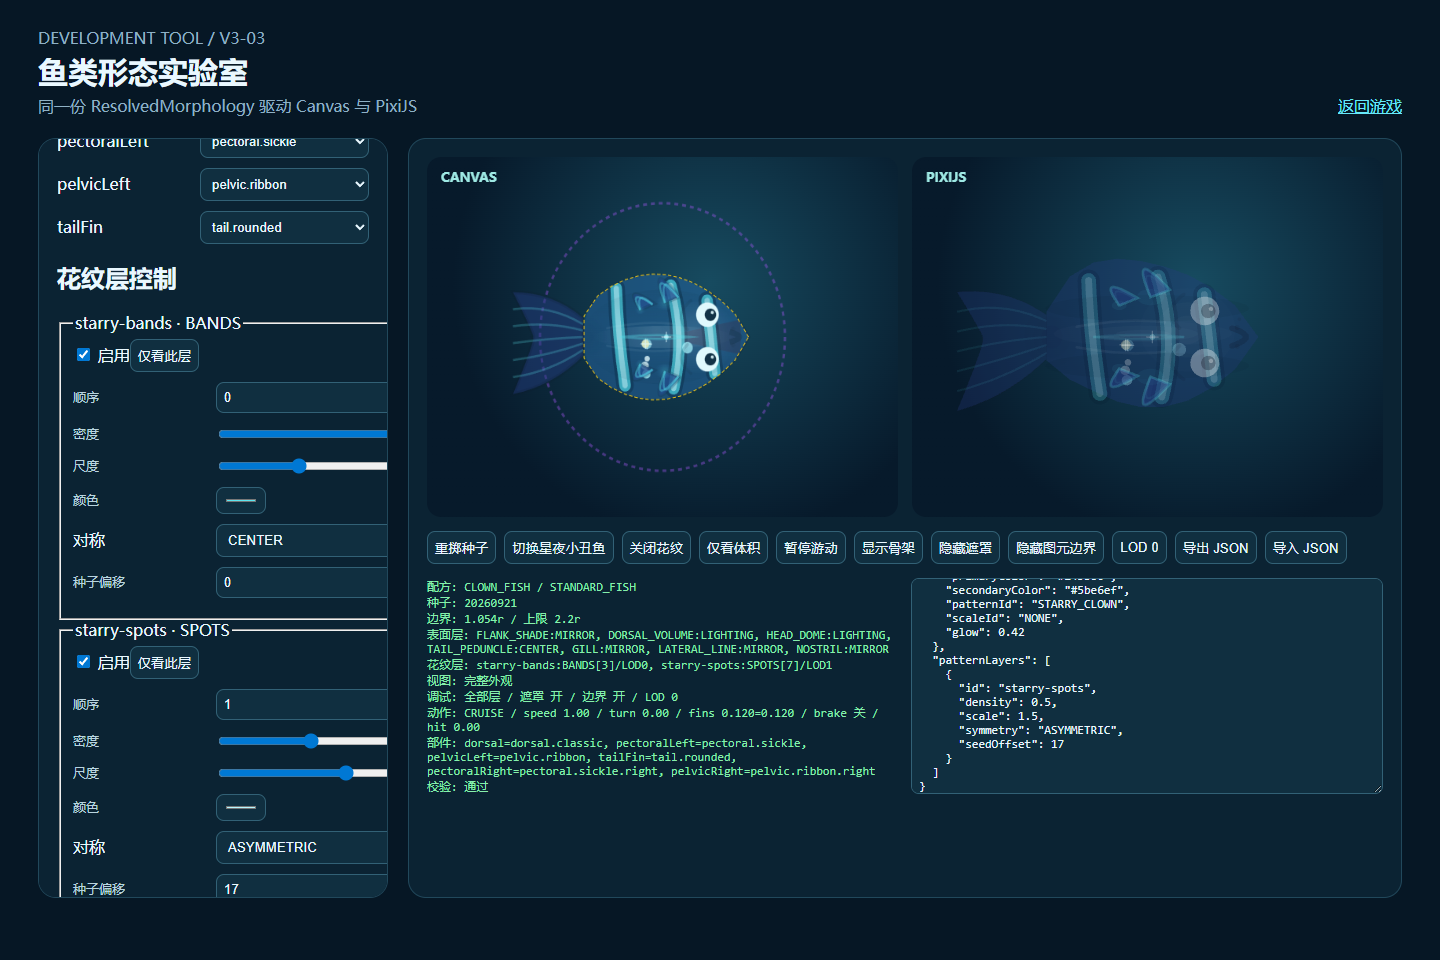 DEVELOPMENT TOOL / V3-03
鱼类形态实验室
同一份 ResolvedMorphology 驱动 Canvas 与 PixiJS
返回游戏
pectoralLeft
pectoral.sickle
pelvicLeft
pelvic.ribbon
tailFin
tail.rounded
花纹层控制
starry-bands · BANDS
启用
仅看此层
顺序
0
密度
尺度
颜色
对称
CENTER
种子偏移
0
starry-spots · SPOTS
启用
仅看此层
顺序
1
密度
尺度
颜色
对称
ASYMMETRIC
种子偏移
17
CANVAS
PIXIJS
重掷种子
切换星夜小丑鱼
关闭花纹
仅看体积
暂停游动
显示骨架
隐藏遮罩
隐藏图元边界
LOD 0
导出 JSON
导入 JSON
配方: CLOWN_FISH / STANDARD_FISH
种子: 20260921
边界: 1.054r / 上限 2.2r
表面层: FLANK_SHADE:MIRROR, DORSAL_VOLUME:LIGHTING, HEAD_DOME:LIGHTING,
TAIL_PEDUNCLE:CENTER, GILL:MIRROR, LATERAL_LINE:MIRROR, NOSTRIL:MIRROR
花纹层: starry-bands:BANDS[3]/LOD0, starry-spots:SPOTS[7]/LOD1
视图: 完整外观
调试: 全部层 / 遮罩 开 / 边界 开 / LOD 0
动作: CRUISE / speed 1.00 / turn 0.00 / fins 0.120=0.120 / brake 关 /
hit 0.00
部件: dorsal=dorsal.classic, pectoralLeft=pectoral.sickle,
pelvicLeft=pelvic.ribbon, tailFin=tail.rounded,
pectoralRight=pectoral.sickle.right, pelvicRight=pelvic.ribbon.right
校验: 通过
"secondaryColor": "#5be6ef",
"patternId": "STARRY_CLOWN",
"scaleId": "NONE",
"glow": 0.42
},
"patternLayers": [
{
"id": "starry-spots",
"density": 0.5,
"scale": 1.5,
"symmetry": "ASYMMETRIC",
"seedOffset": 17
}
]
}